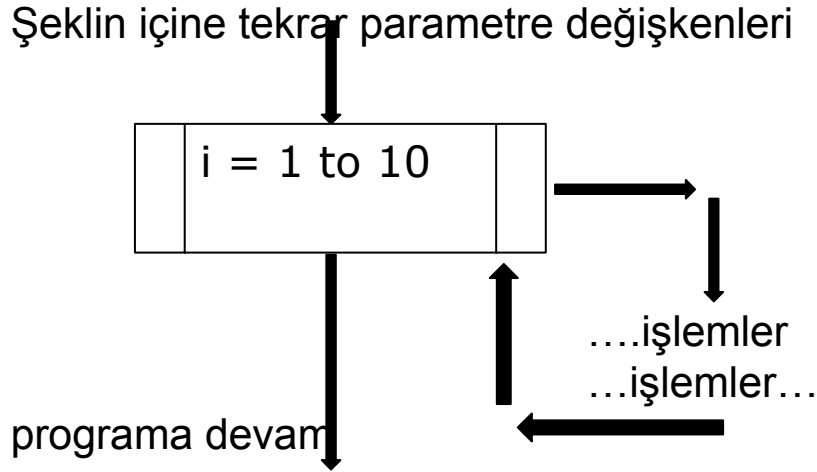 Şeklin içine tekrar parametre değişkenleri
i = 1 to 10
….işlemler
…işlemler…
programa devam